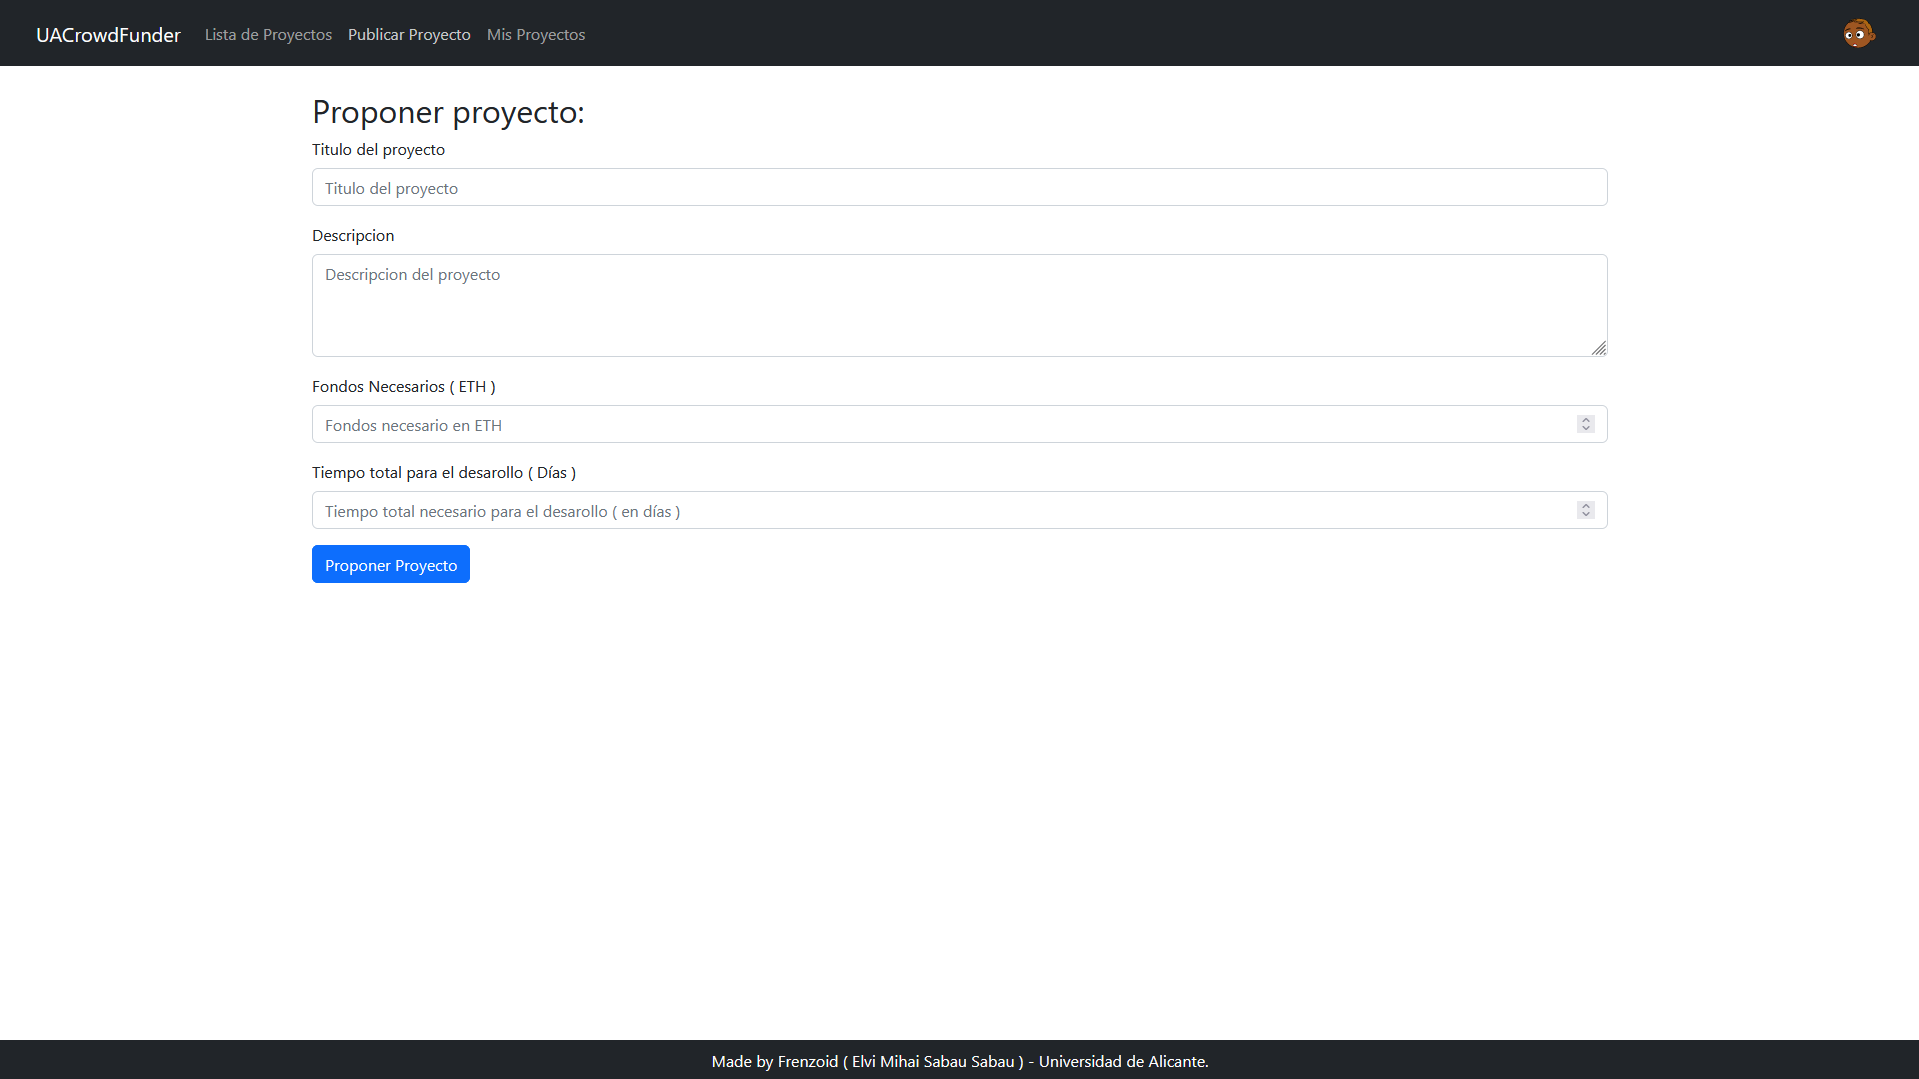 UACrowdFunder Lista de Proyectos Publicar Proyecto Mis Proyectos
Proponer proyecto:
Titulo del proyecto
Titulo del proyecto
Descripcion
Descripcion del proyecto
Fondos Necesarios ( ETH )
Fondos necesario en ETH
Tiempo total para el desarollo ( Días )
Tiempo total necesario para el desarollo ( en días )
Proponer Proyecto
Made by Frenzoid ( Elvi Mihai Sabau Sabau ) - Universidad de Alicante.